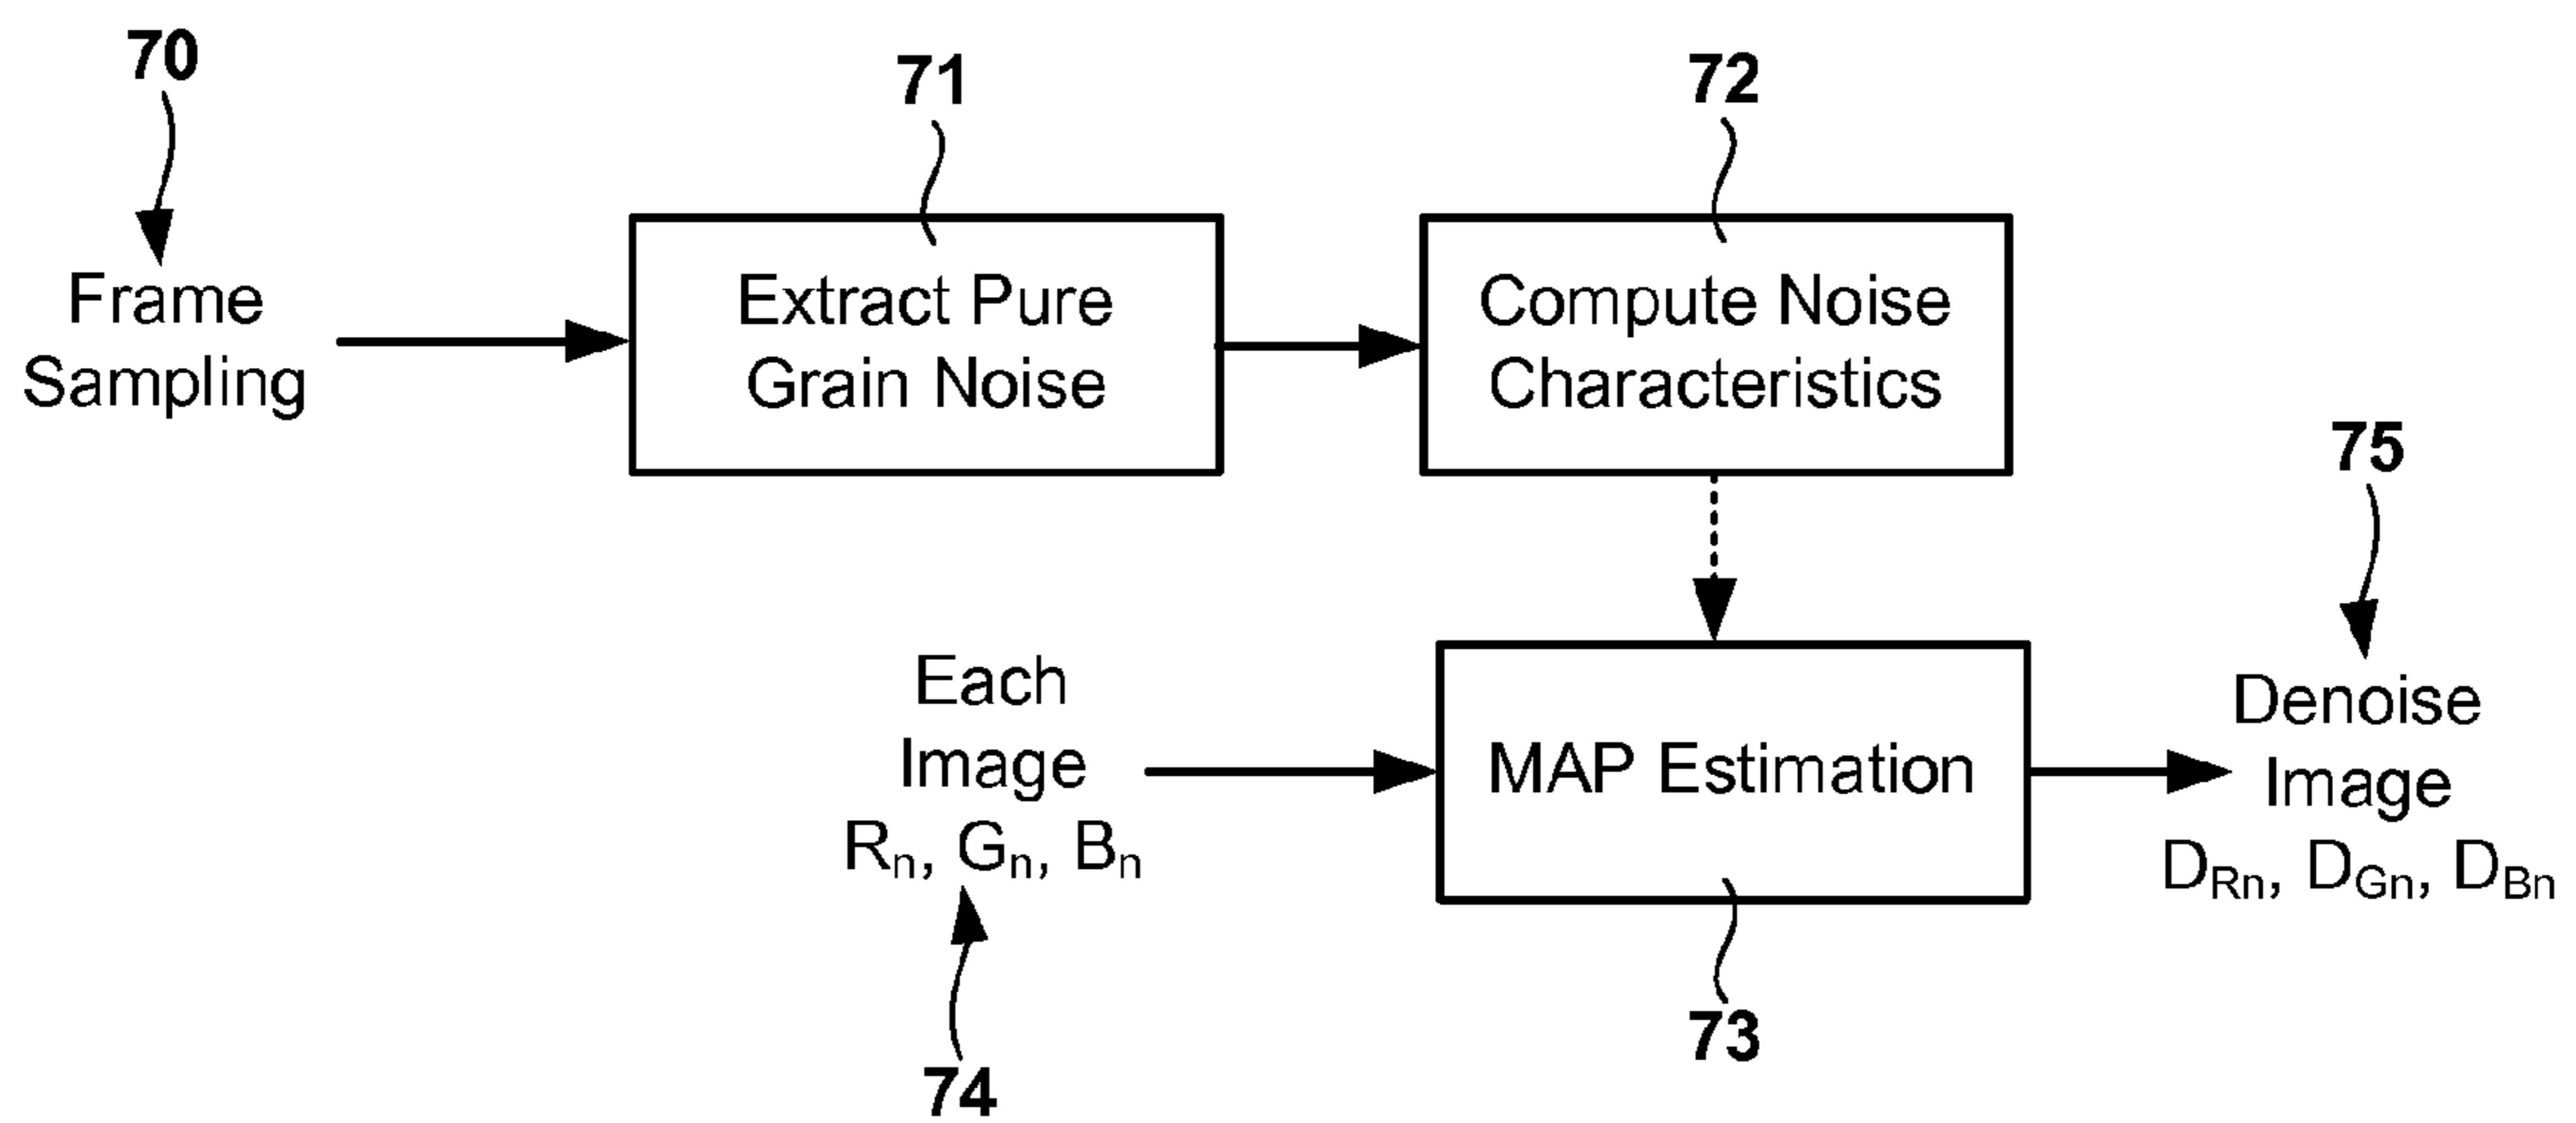 70
71
72
Frame
Sampling
Extract Pure
Grain Noise
Compute Noise
Characteristics
75
Each
Image
Rn, Gn, Bn
MAP Estimation
Denoise
Image
DRn, DGn, DBn
73
74